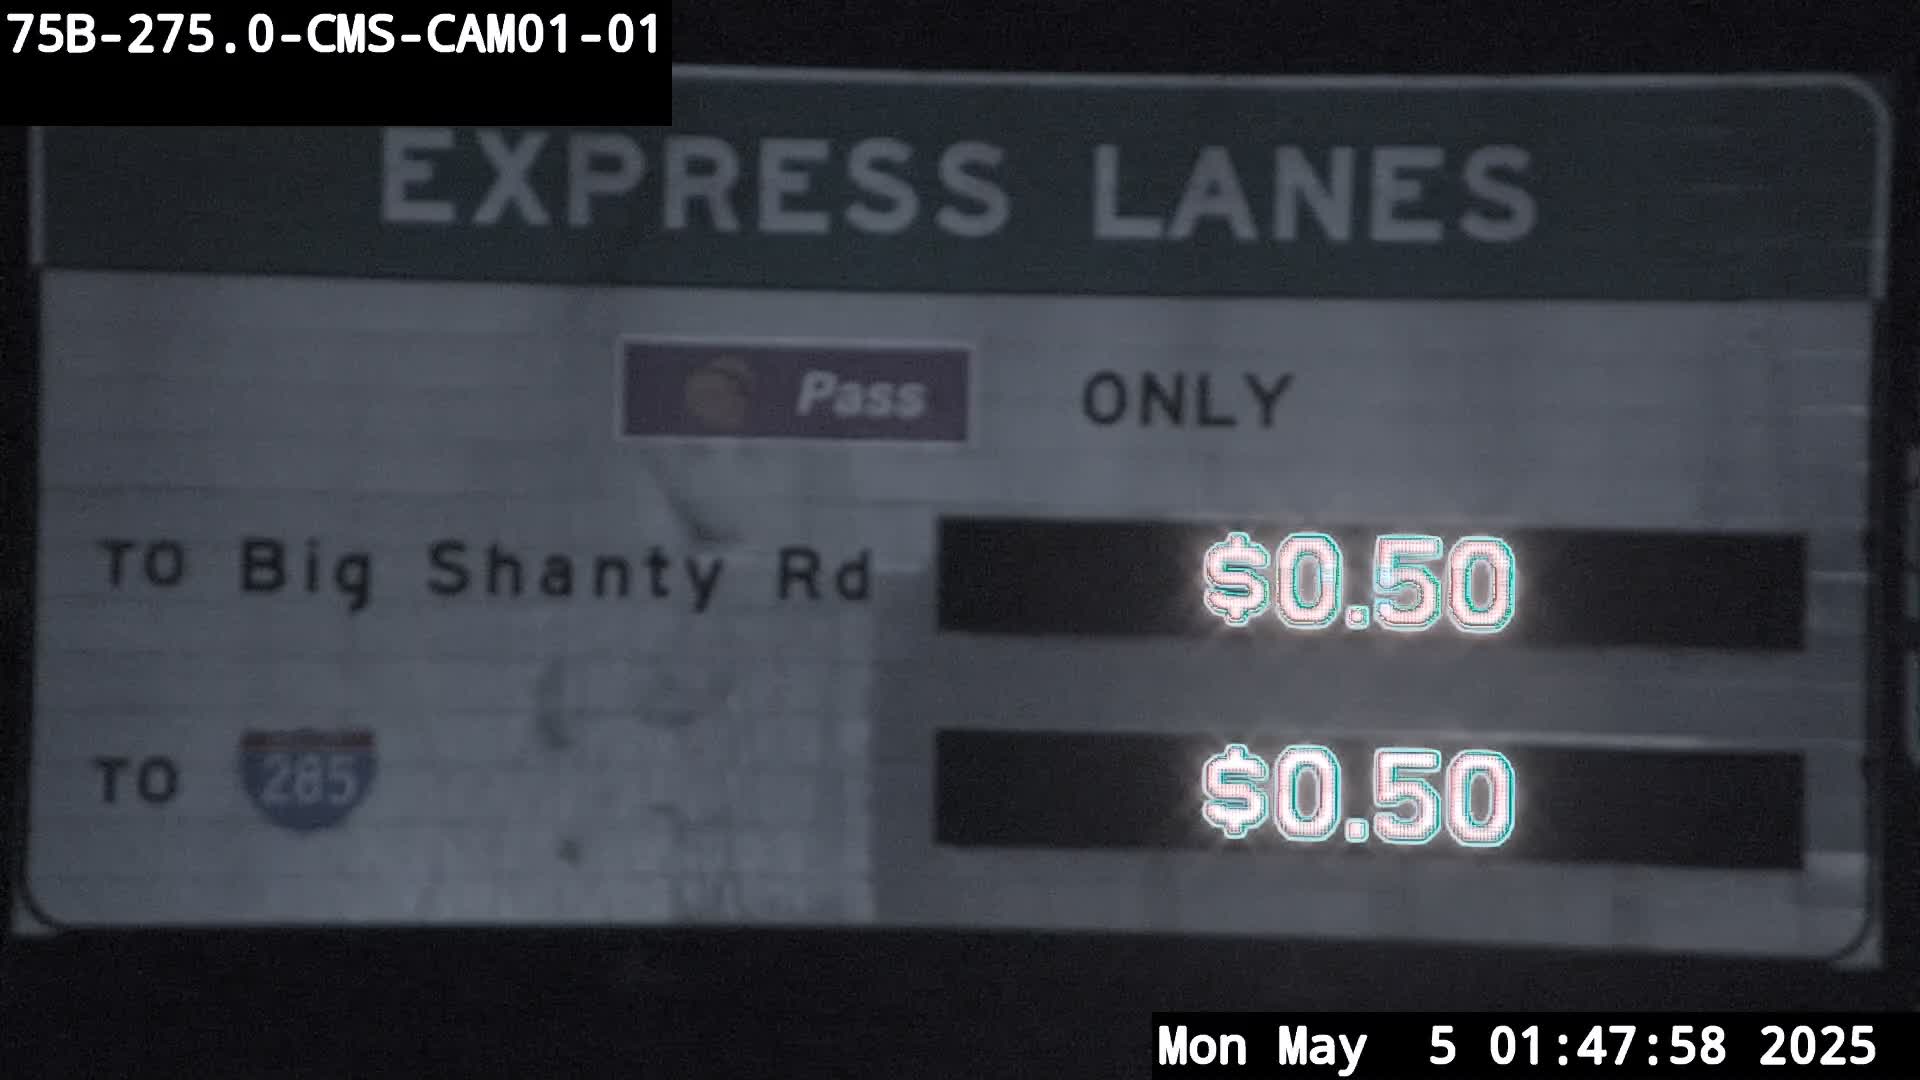 75B-275.0-CMS-CAM01-01
EXPRESS LANES
Pass ONLY
TO Big Shanty Rd $0.50
TO 285 $0.50
Mon May 5 01:47:58 2025